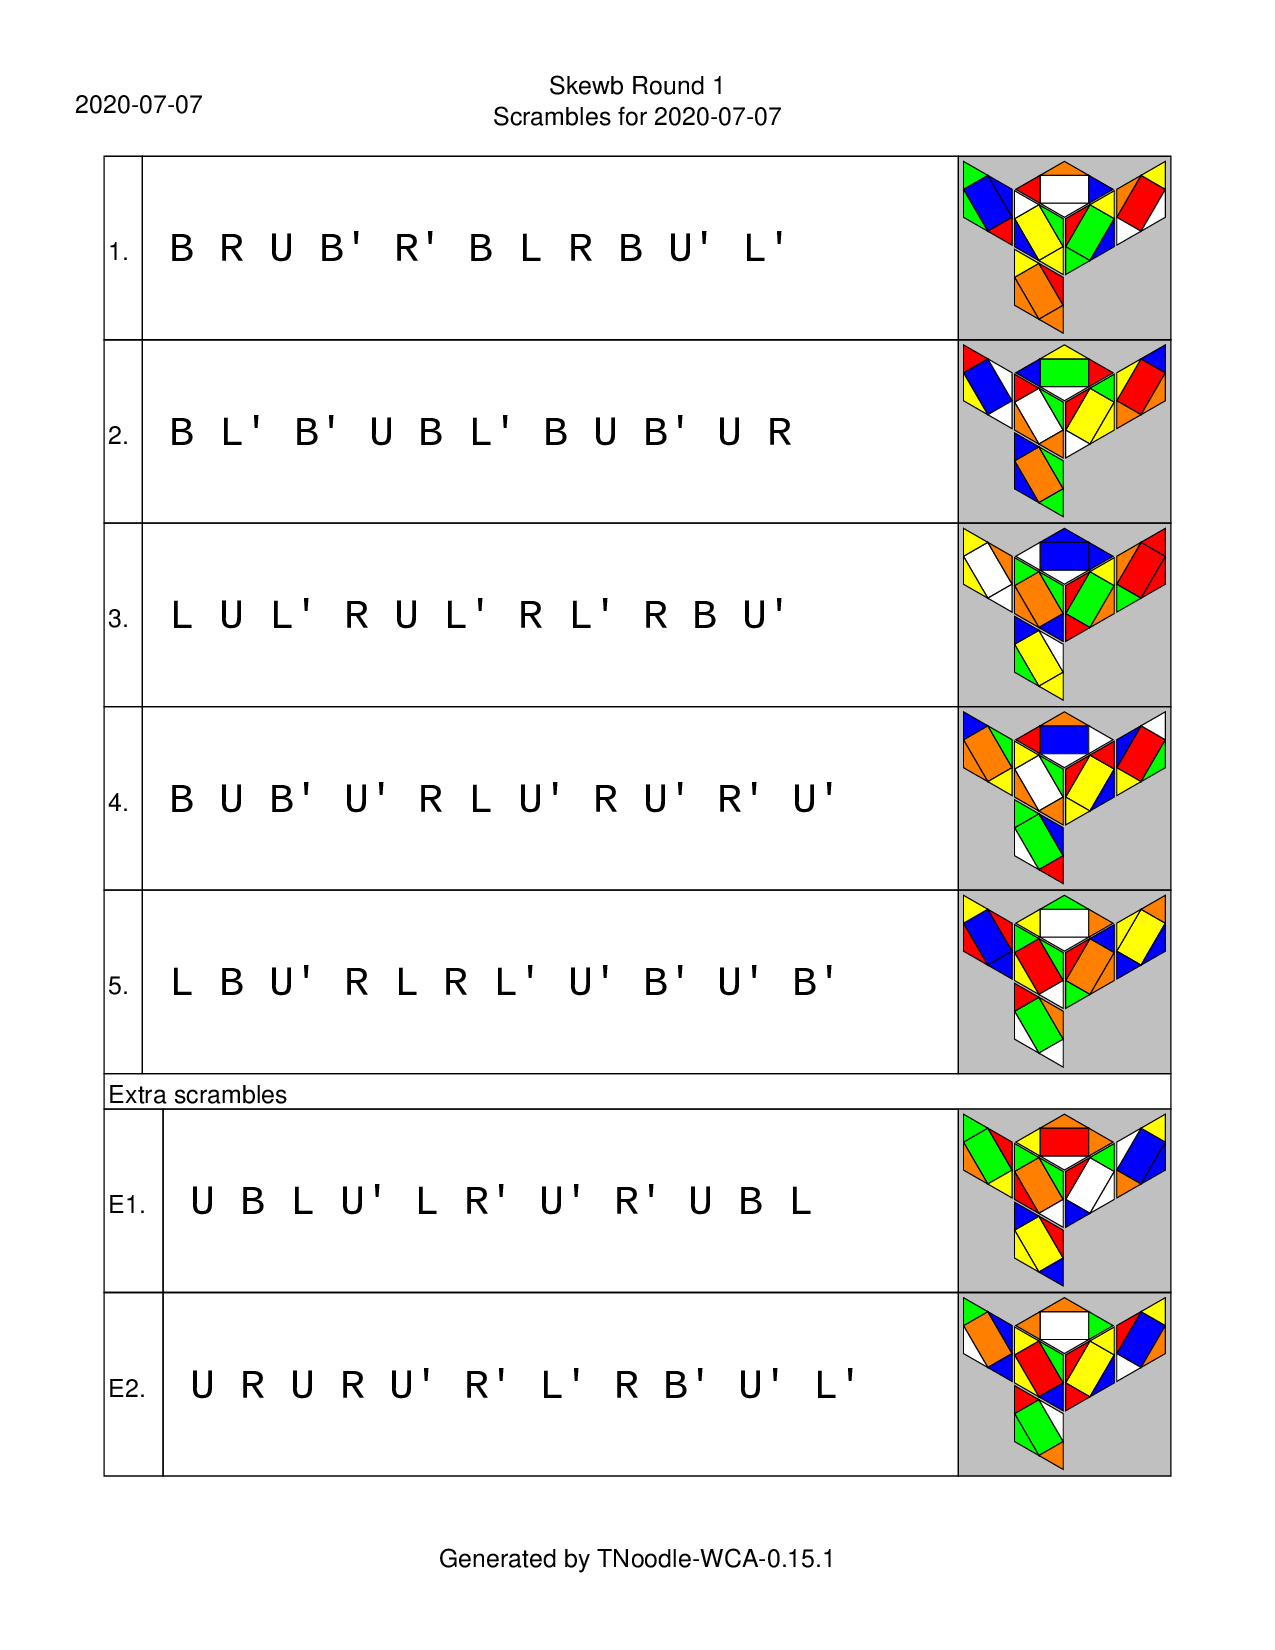 2020-07-07
Skewb Round 1
Scrambles for 2020-07-07
1. B R U B' R' B L R B U' L'
2. B L' B' U B L' B U B' U R
3. L U L' R U L' R L' R B U'
4. B U B' U' R L U' R U' R' U'
5. L B U' R L R L' U' B' U' B'
Extra scrambles
E1. U B L U' L R' U' R' U B L
E2. U R U R U' R' L' R B' U' L'
Generated by TNoodle-WCA-0.15.1